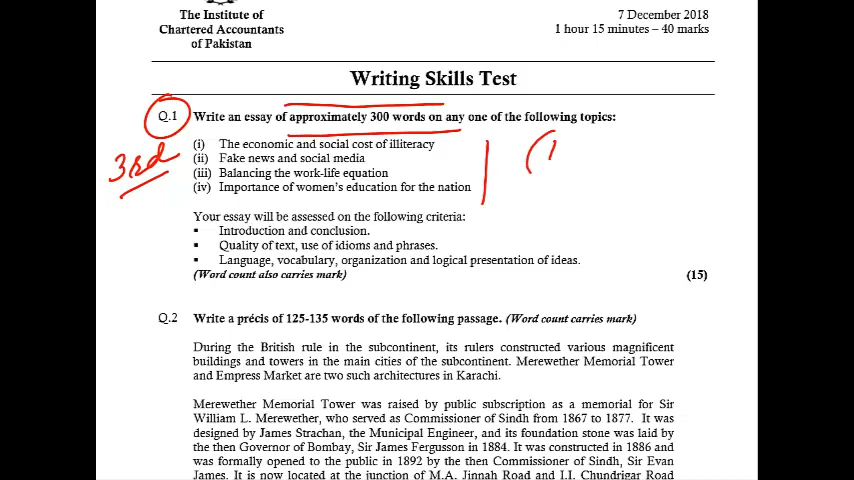 The Institute of
Chartered Accountants
of Pakistan
7 December 2018
1 hour 15 minutes – 40 marks
Writing Skills Test
Q.1 Write an essay of approximately 300 words on any one of the following topics:
3rd
(i) The economic and social cost of illiteracy
(ii) Fake news and social media
(iii) Balancing the work-life equation
(iv) Importance of women's education for the nation
Your essay will be assessed on the following criteria:
▪ Introduction and conclusion.
▪ Quality of text, use of idioms and phrases.
▪ Language, vocabulary, organization and logical presentation of ideas.
(Word count also carries mark) (15)
Q.2 Write a précis of 125-135 words of the following passage. (Word count carries mark)
During the British rule in the subcontinent, its rulers constructed various magnificent
buildings and towers in the main cities of the subcontinent. Merewether Memorial Tower
and Empress Market are two such architectures in Karachi.
Merewether Memorial Tower was raised by public subscription as a memorial for Sir
William L. Merewether, who served as Commissioner of Sindh from 1867 to 1877. It was
designed by James Strachan, the Municipal Engineer, and its foundation stone was laid by
the then Governor of Bombay, Sir James Fergusson in 1884. It was constructed in 1886 and
was formally opened to the public in 1892 by the then Commissioner of Sindh, Sir Evan
James. It is now located at the junction of M.A. Jinnah Road and I.I. Chundrigar Road